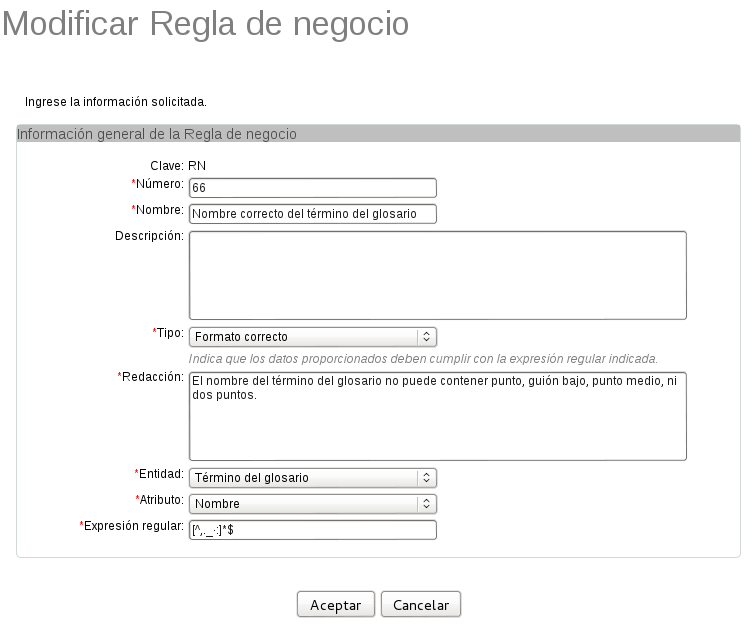 Modificar Regla de negocio
Ingrese la información solicitada.
Información general de la Regla de negocio
Clave: RN
*Número: 66
*Nombre: Nombre correcto del término del glosario
Descripción:
*Tipo: Formato correcto
Indica que los datos proporcionados deben cumplir con la expresión regular indicada.
*Redacción: El nombre del término del glosario no puede contener punto, guión bajo, punto medio, ni
dos puntos.
*Entidad: Término del glosario
*Atributo: Nombre
*Expresión regular: [^,._·:]*$
Aceptar Cancelar